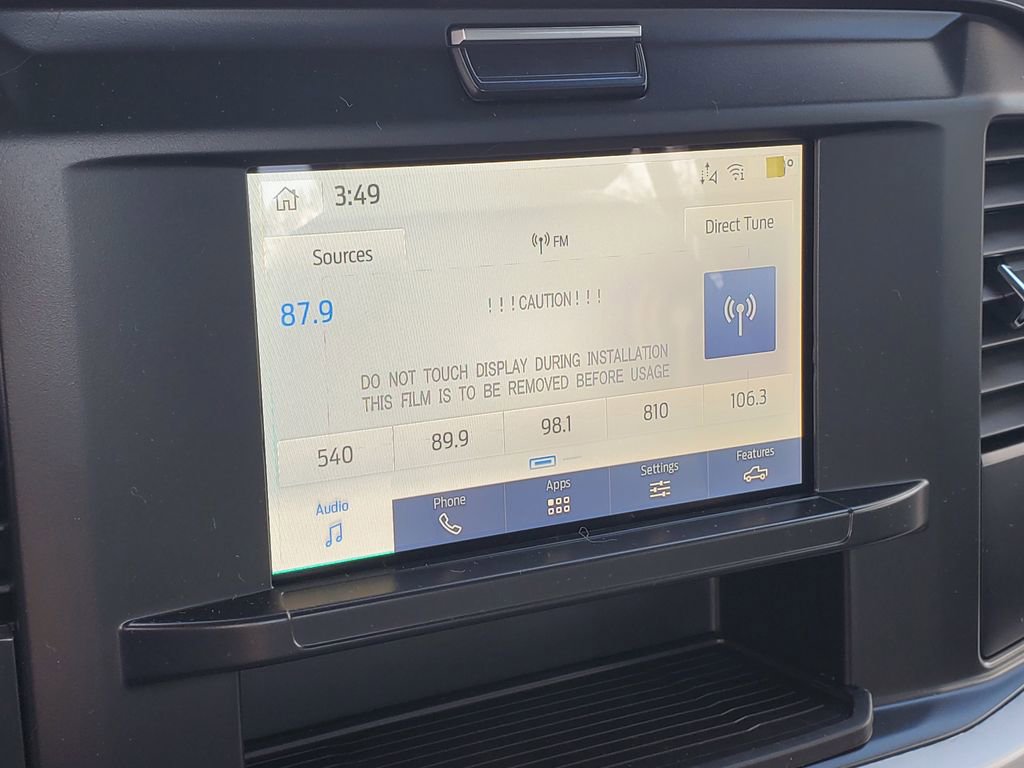 3:49
Sources
FM
Direct Tune
87.9
!!!CAUTION!!!
DO NOT TOUCH DISPLAY DURING INSTALLATION
THIS FILM IS TO BE REMOVED BEFORE USAGE
540
89.9
98.1
810
106.3
Audio
Phone
Apps
Settings
Features